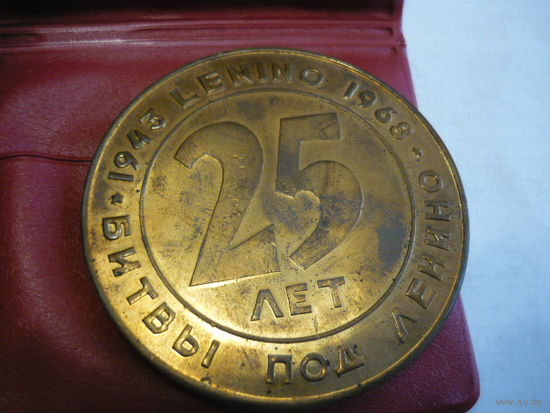 1943 LENINO 1968
25
ЛЕТ
* БИТВЫ ПОД ЛЕНИНО *
www.ay.by